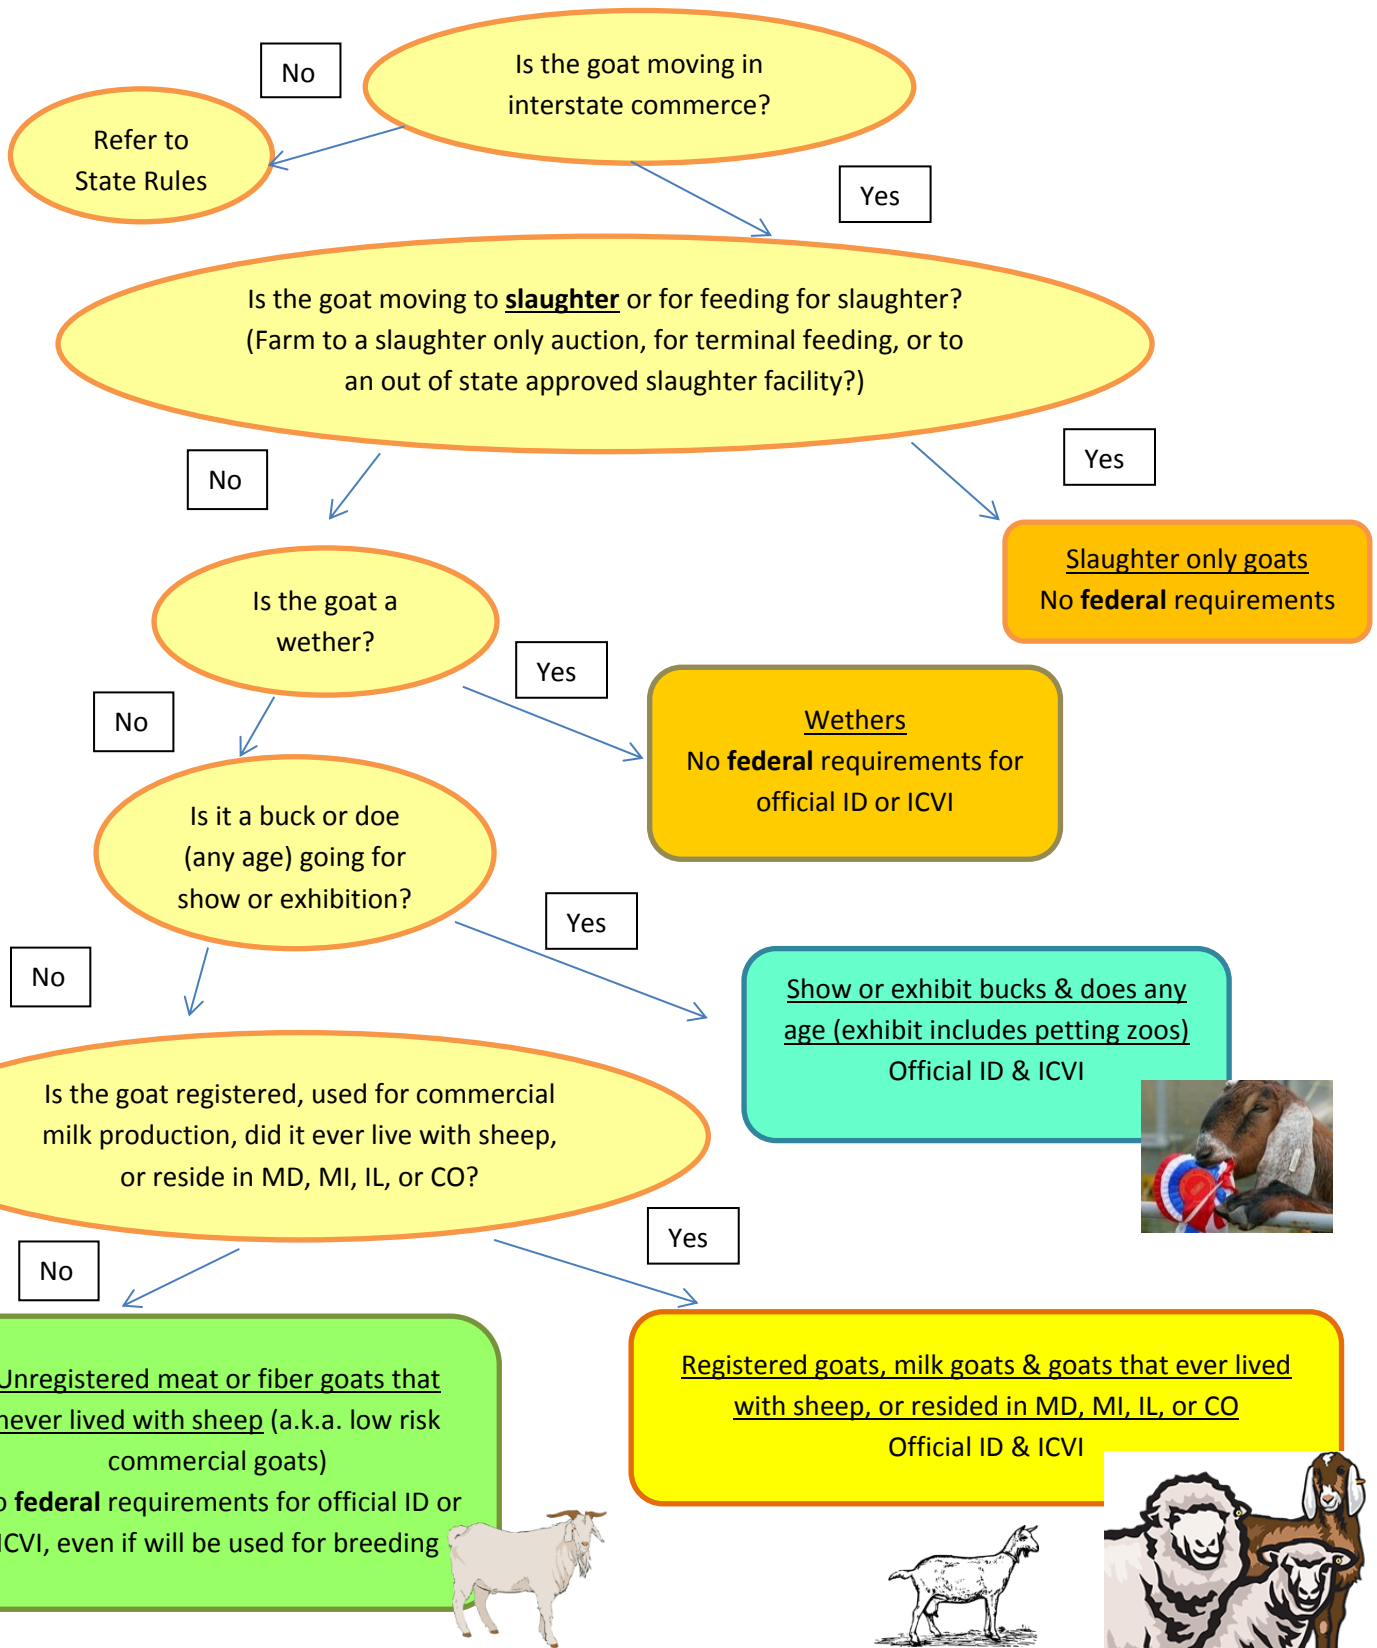 Is the goat moving in
interstate commerce?
No
Refer to
State Rules
Yes
Is the goat moving to slaughter or for feeding for slaughter?
(Farm to a slaughter only auction, for terminal feeding, or to
an out of state approved slaughter facility?)
No
Yes
Slaughter only goats
No federal requirements
Is the goat a
wether?
Yes
No
Wethers
No federal requirements for
official ID or ICVI
Is it a buck or doe
(any age) going for
show or exhibition?
Yes
No
Show or exhibit bucks & does any
age (exhibit includes petting zoos)
Official ID & ICVI
Is the goat registered, used for commercial
milk production, did it ever live with sheep,
or reside in MD, MI, IL, or CO?
No
Yes
Unregistered meat or fiber goats that
never lived with sheep (a.k.a. low risk
commercial goats)
o federal requirements for official ID or
ICVI, even if will be used for breeding
Registered goats, milk goats & goats that ever lived
with sheep, or resided in MD, MI, IL, or CO
Official ID & ICVI